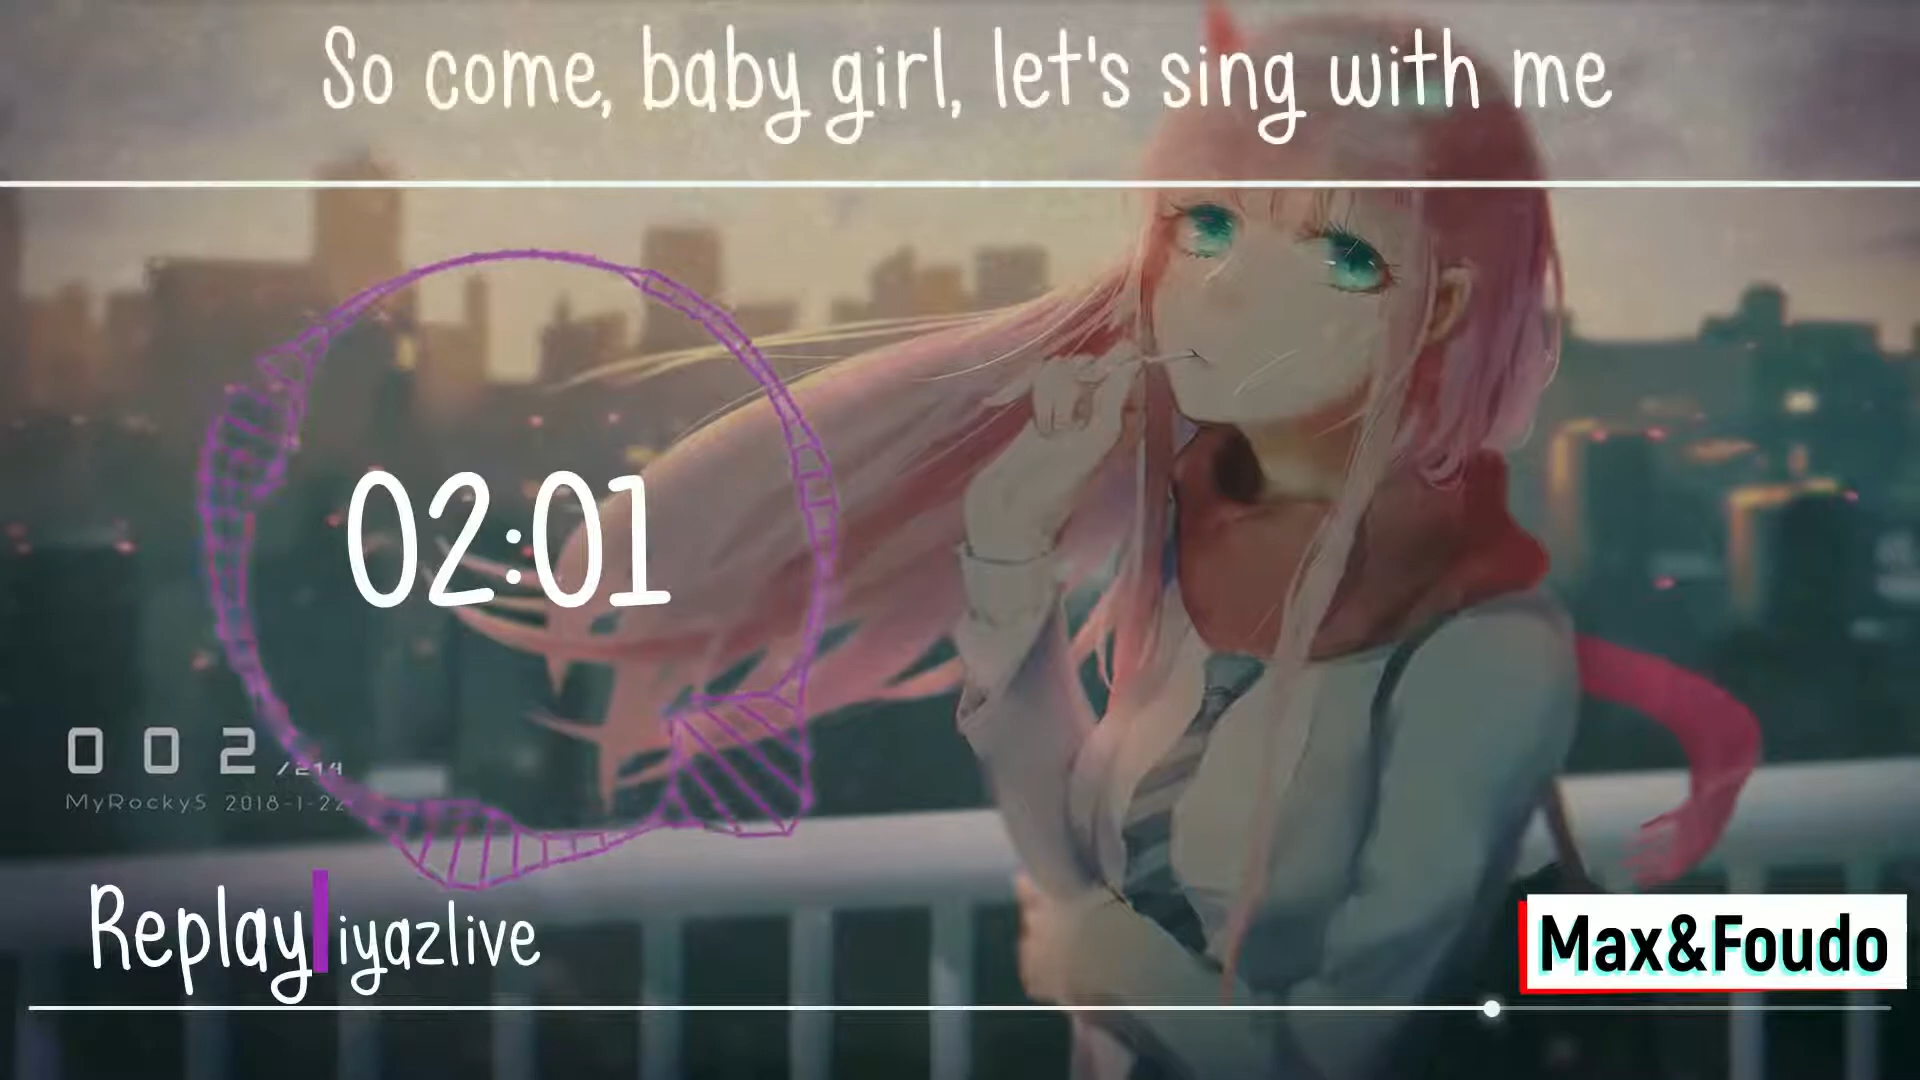 So come, baby girl, let's sing with me
02:01
002 /214
MyRockyS 2018-1-22
Replay iyazlive
Max&Foudo